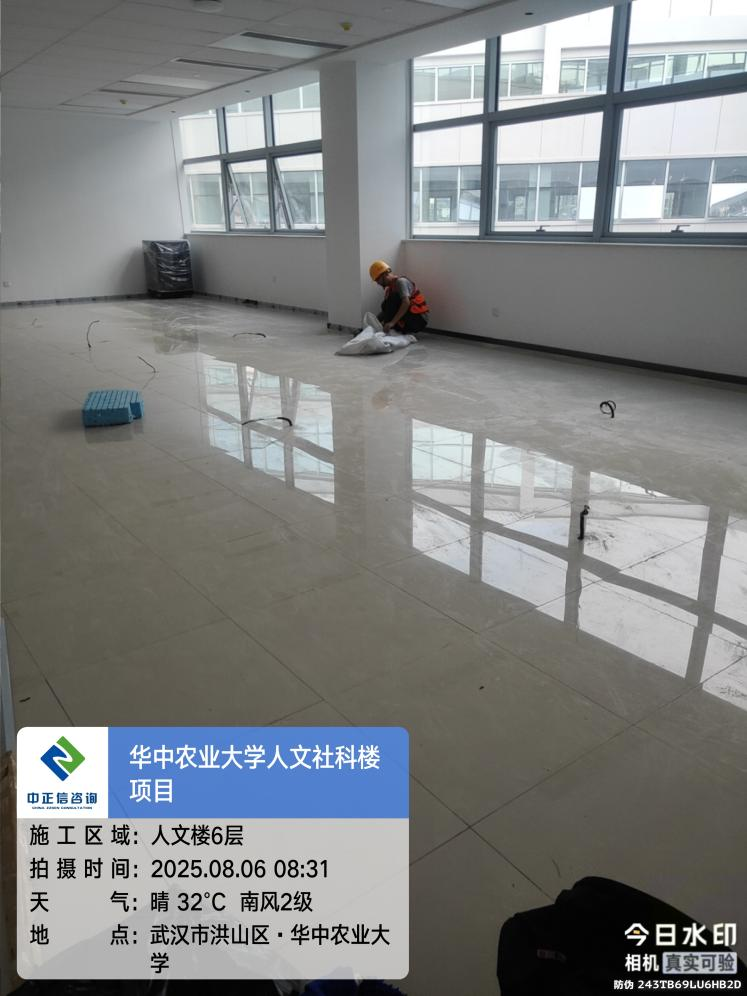 华中农业大学人文社科楼
项目
中正信咨询
施工区域：人文楼6层
拍摄时间：2025.08.06 08:31
天气：晴 32℃ 南风2级
地点：武汉市洪山区·华中农业大
学
今日水印
相机 真实可验
防伪 243TB69LU6HB2D